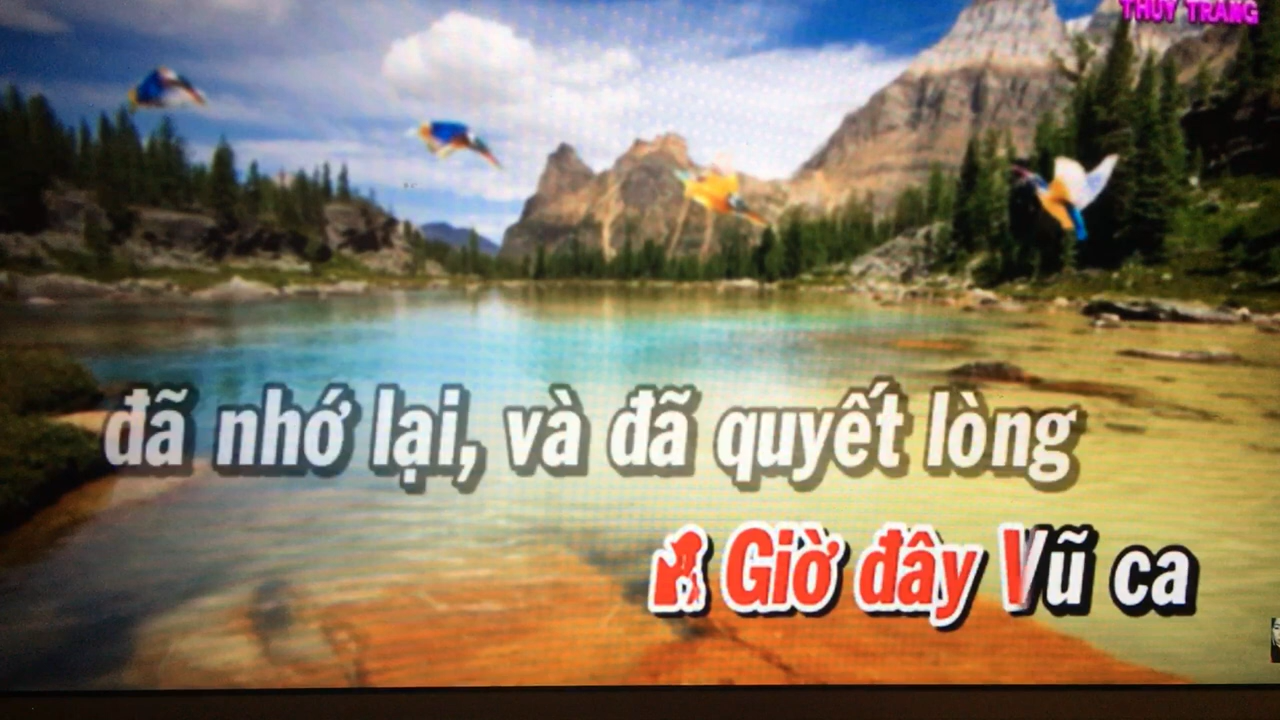 THUY TRANG
đã nhớ lại, và đã quyết lòng
Giờ đây Vũ ca